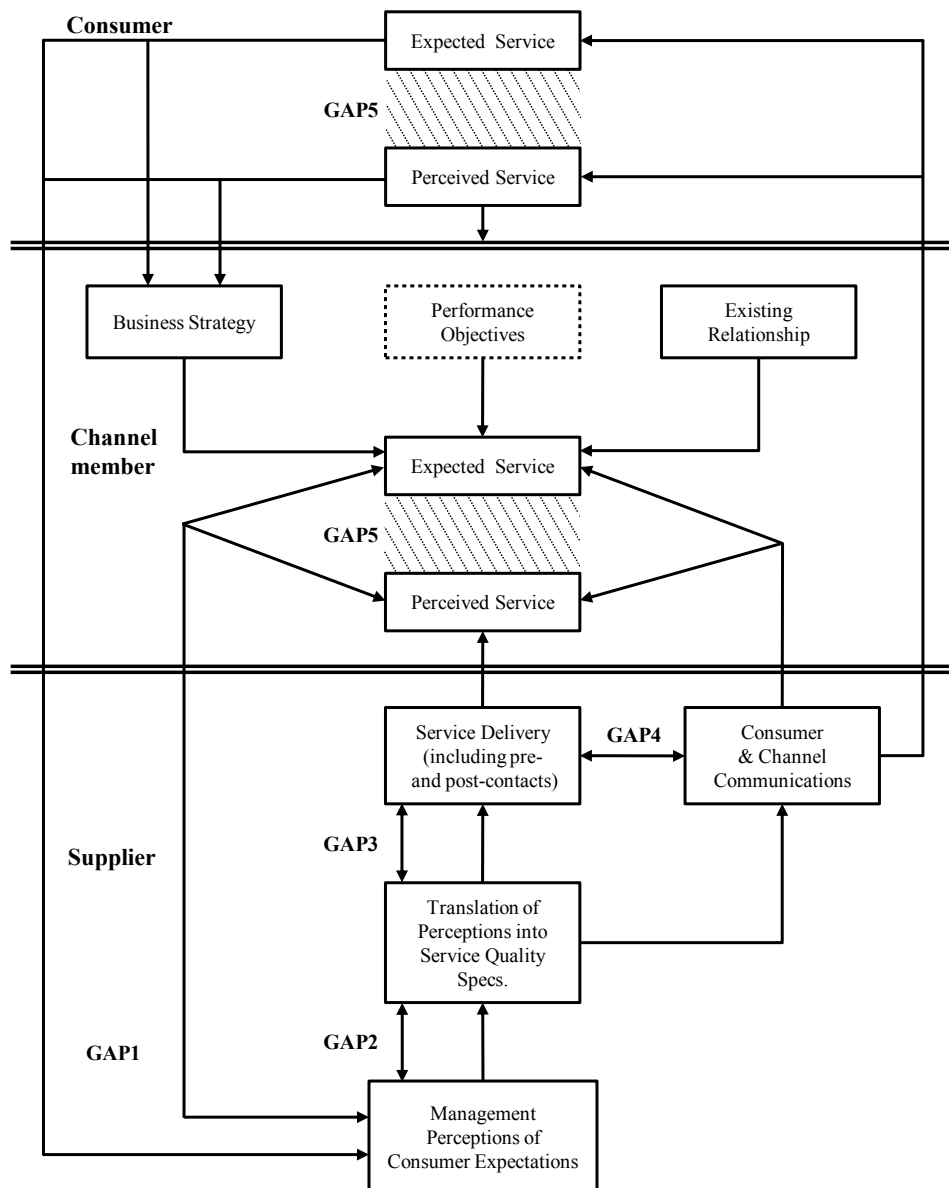 Consumer
Expected Service
GAP5
Perceived Service
Business Strategy
Performance
Objectives
Existing
Relationship
Channel
member
Expected Service
GAP5
Perceived Service
Service Delivery
(including pre-
and post-contacts)
GAP4
Consumer
& Channel
Communications
GAP3
Supplier
Translation of
Perceptions into
Service Quality
Specs.
GAP2
GAP1
Management
Perceptions of
Consumer Expectations